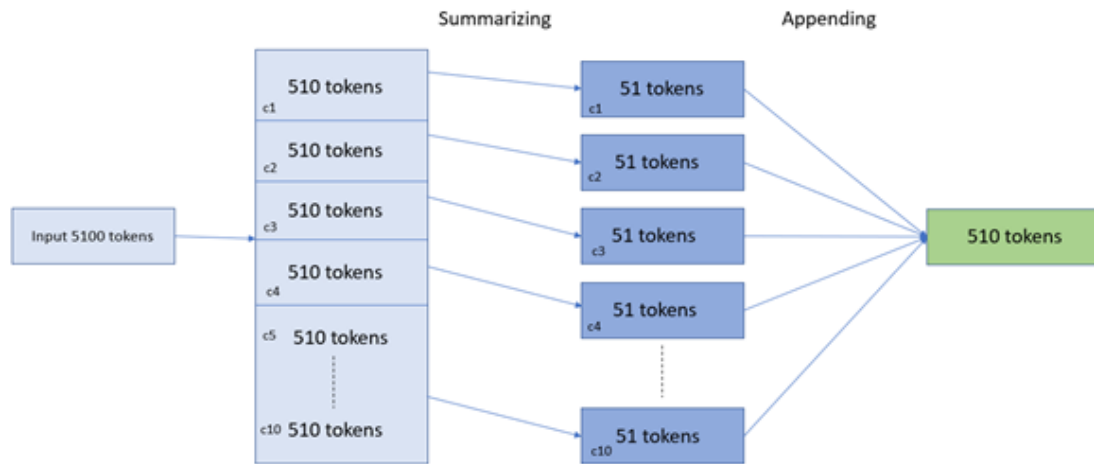 Summarizing
Appending
Input 5100 tokens
510 tokens
c1
510 tokens
c2
510 tokens
c3
510 tokens
c4
c5 510 tokens
c10 510 tokens
51 tokens
c1
51 tokens
c2
51 tokens
c3
51 tokens
c4
51 tokens
c10
510 tokens